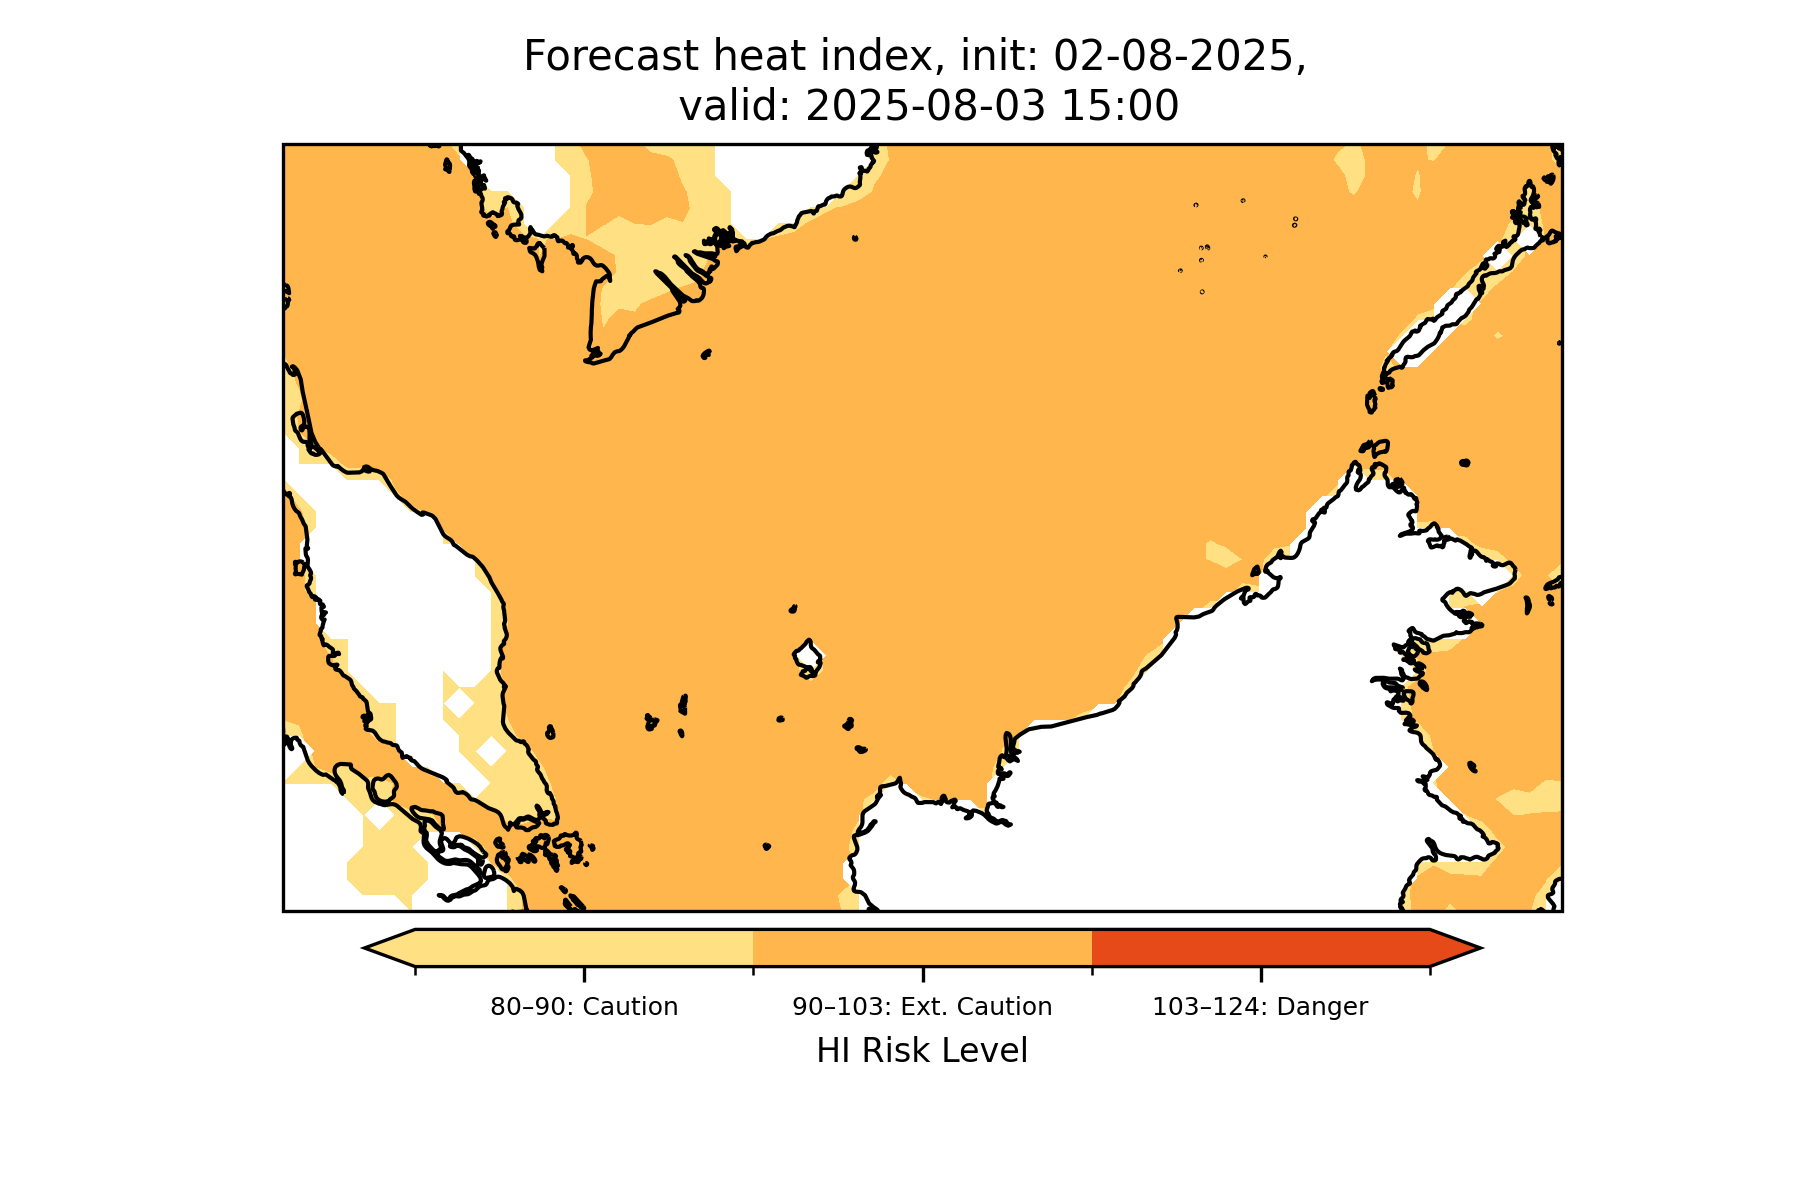 Forecast heat index, init: 02-08-2025,
valid: 2025-08-03 15:00
80–90: Caution
90–103: Ext. Caution
103–124: Danger
HI Risk Level